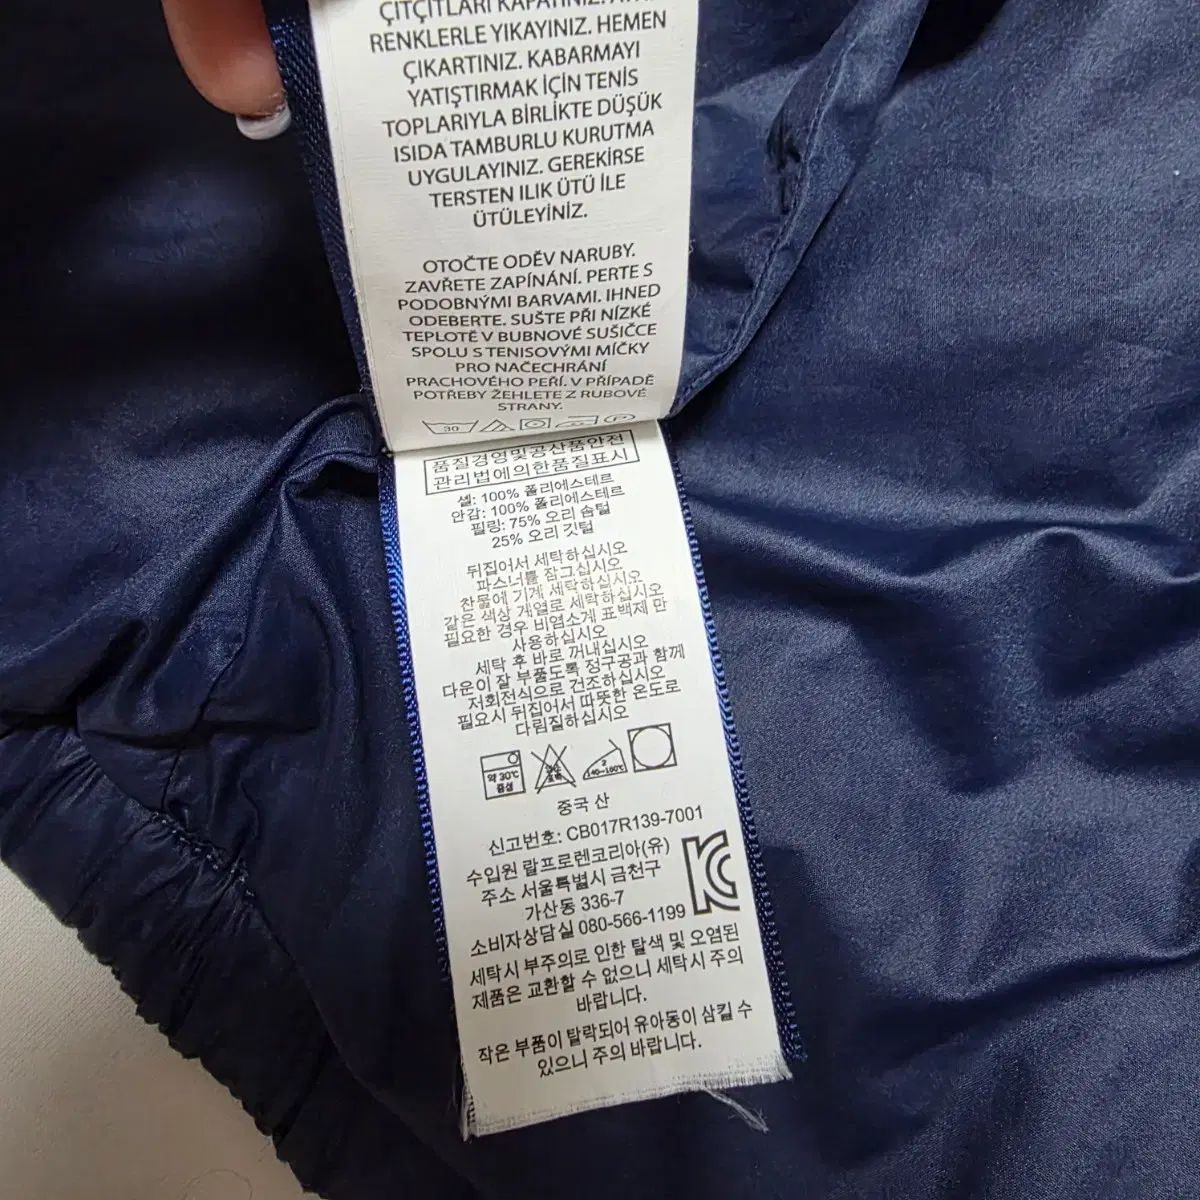 ÇITÇITLARI KAPATINIZ.
RENKLERLE YIKAYINIZ. HEMEN
ÇIKARTINIZ. KABARMAYI
YATIŞTIRMAK İÇİN TENİS
TOPLARIYLA BİRLİKTE DÜŞÜK
ISIDA TAMBURLU KURUTMA
UYGULAYINIZ. GEREKİRSE
TERSTEN ILIK ÜTÜ İLE
ÜTÜLEYİNİZ.
OTOČTE ODĚV NARUBY.
ZAVŘETE ZAPÍNÁNÍ. PERTE S
PODOBNÝMI BARVAMI. IHNED
ODEBERTE. SUŠTE PŘI NÍZKÉ
TEPLOTĚ V BUBNOVÉ SUŠIČCE
SPOLU S TENISOVÝMI MÍČKY
PRO NAČECHRÁNÍ
PRACHOVÉHO PEŘÍ. V PŘÍPADĚ
POTŘEBY ŽEHLETE Z RUBOVÉ
STRANY.
30 P
품질경영및공산품안전
관리법에의한품질표시
셀: 100% 폴리에스테르
안감: 100% 폴리에스테르
필링: 75% 오리 솜털
25% 오리 깃털
뒤집어서 세탁하십시오
파스너를 잠그십시오
찬물에 기계 세탁하십시오
같은 색상 계열로 세탁하십시오
필요한 경우 비염소계 표백제 만
사용하십시오
세탁 후 바로 꺼내십시오
다운이 잘 부품도록 정구공과 함께
저회전식으로 건조하십시오
필요시 뒤집어서 따뜻한 온도로
다림질하십시오
약 30℃
중성
2
140~160℃
중국 산
신고번호: CB017R139-7001
수입원 랄프로렌코리아(유)
주소 서울특별시 금천구
가산동 336-7
소비자상담실 080-566-1199
세탁시 부주의로 인한 탈색 및 오염된
제품은 교환할 수 없으니 세탁시 주의
바랍니다.
작은 부품이 탈락되어 유아동이 삼킬 수
있으니 주의 바랍니다.